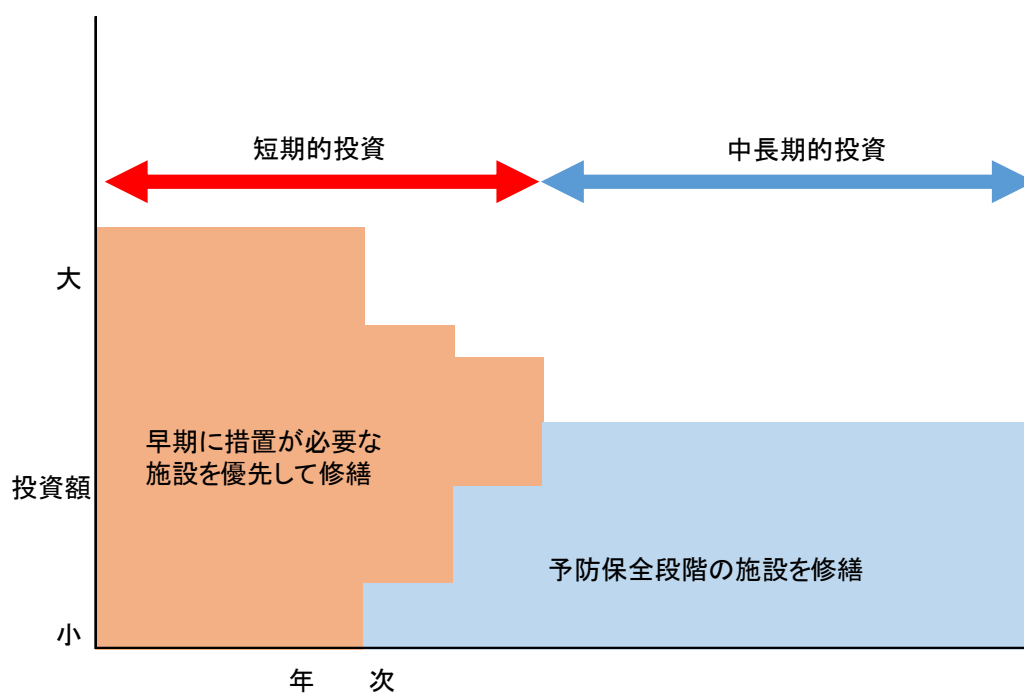 短期的投資
中長期的投資
大
早期に措置が必要な
施設を優先して修繕
投資額
予防保全段階の施設を修繕
小
年　次